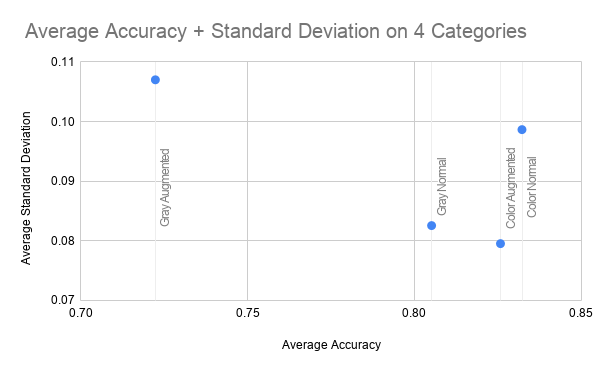 Average Accuracy + Standard Deviation on 4 Categories
Average Standard Deviation
0.11
0.10
0.09
0.08
0.07
Gray Augmented
Gray Normal
Color Augmented
Color Normal
0.70
0.75
0.80
0.85
Average Accuracy